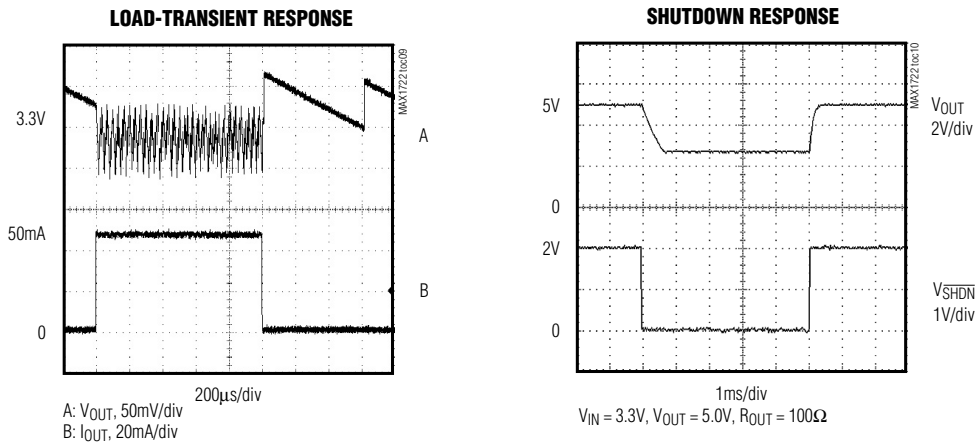 LOAD-TRANSIENT RESPONSE
MAX1722 toc09
3.3V
A
50mA
B
0
200μs/div
A: VOUT, 50mV/div
B: IOUT, 20mA/div
SHUTDOWN RESPONSE
MAX1722 toc10
5V
VOUT
2V/div
0
2V
VSHDN
1V/div
0
1ms/div
VIN = 3.3V, VOUT = 5.0V, ROUT = 100Ω